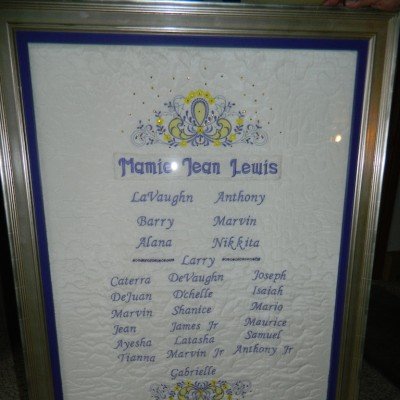 Mamie Jean Lewis
LaVaughn Anthony
Barry Marvin
Alana Nikkita
Larry
Caterra DeVaughn Joseph
DeJuan D'chelle Isaiah
Marvin Shanice Mario
Jean James Jr Maurice
Ayesha Latasha Samuel
Tianna Marvin Jr Anthony Jr
Gabrielle